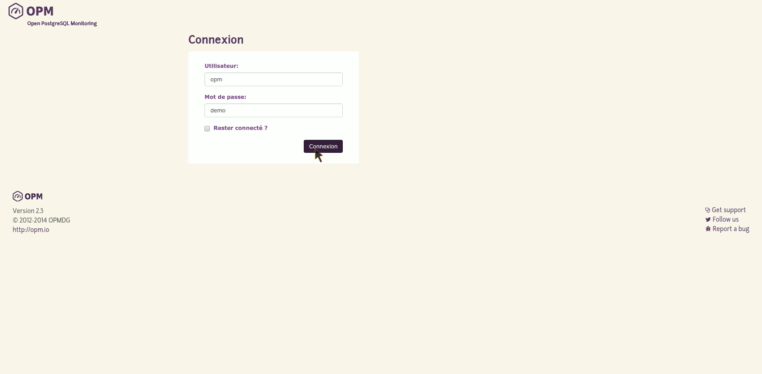 OPM
Open PostgreSQL Monitoring
Connexion
Utilisateur:
opm
Mot de passe:
demo
Rester connecté ?
Connexion
OPM
Version 2.3
© 2012-2014 OPMDG
http://opm.io
Get support
Follow us
Report a bug